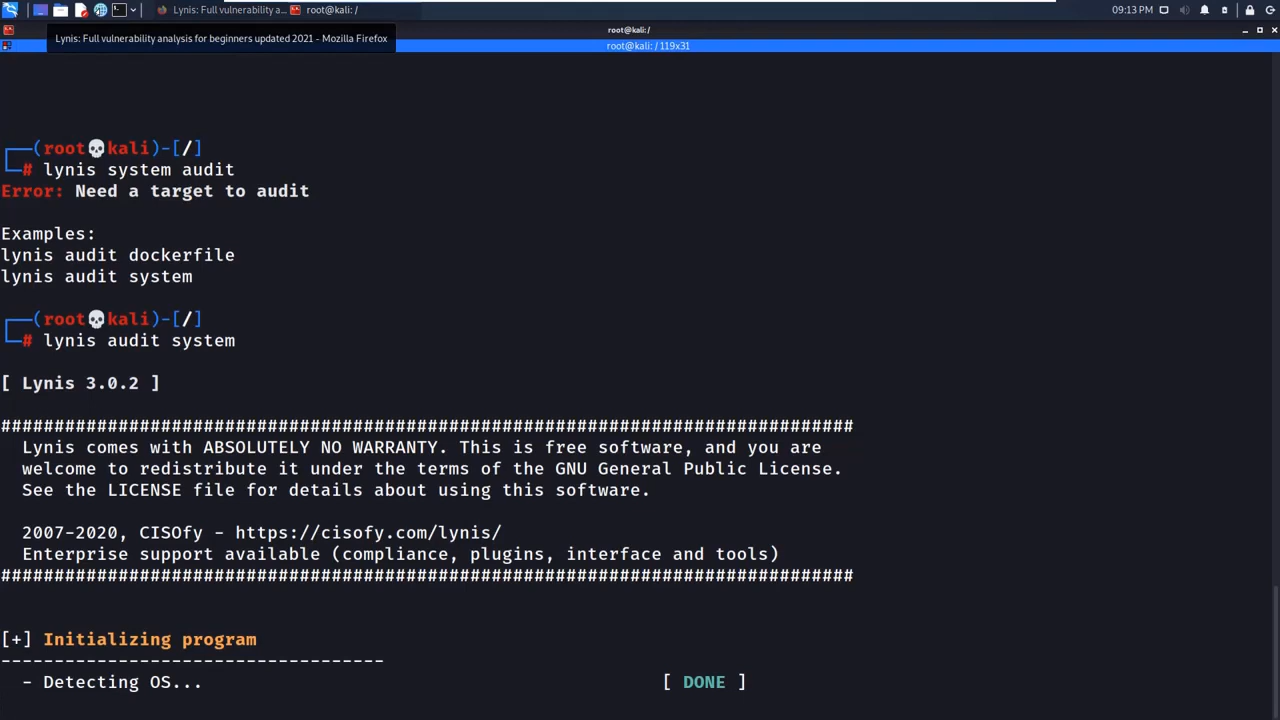 Lynis: Full vulnerability a...
root@kali: /
09:13 PM
Lynis: Full vulnerability analysis for beginners updated 2021 - Mozilla Firefox
root@kali:/
root@kali: / 119x31
┌──(root💀kali)-[/]
└─# lynis system audit
Error: Need a target to audit
Examples:
lynis audit dockerfile
lynis audit system
┌──(root💀kali)-[/]
└─# lynis audit system
[ Lynis 3.0.2 ]
################################################################################
Lynis comes with ABSOLUTELY NO WARRANTY. This is free software, and you are
welcome to redistribute it under the terms of the GNU General Public License.
See the LICENSE file for details about using this software.
2007-2020, CISOfy - https://cisofy.com/lynis/
Enterprise support available (compliance, plugins, interface and tools)
################################################################################
[+] Initializing program
------------------------------------
- Detecting OS... [ DONE ]